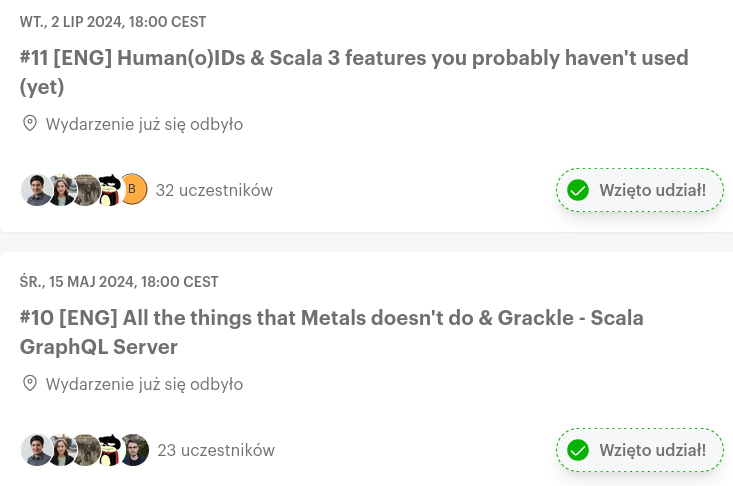 WT., 2 LIP 2024, 18:00 CEST
#11 [ENG] Human(o)IDs & Scala 3 features you probably haven't used
(yet)
Wydarzenie już się odbyło
B
32 uczestników
Wzięto udział!
ŚR., 15 MAJ 2024, 18:00 CEST
#10 [ENG] All the things that Metals doesn't do & Grackle - Scala
GraphQL Server
Wydarzenie już się odbyło
23 uczestników
Wzięto udział!